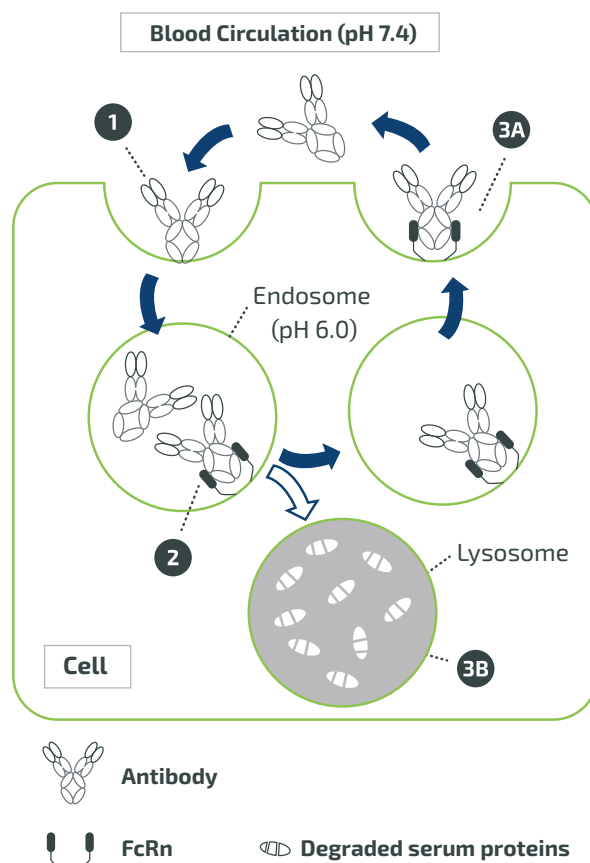 Blood Circulation (pH 7.4)
1
3A
Endosome
(pH 6.0)
2
Lysosome
3B
Cell
Antibody
FcRn
Degraded serum proteins